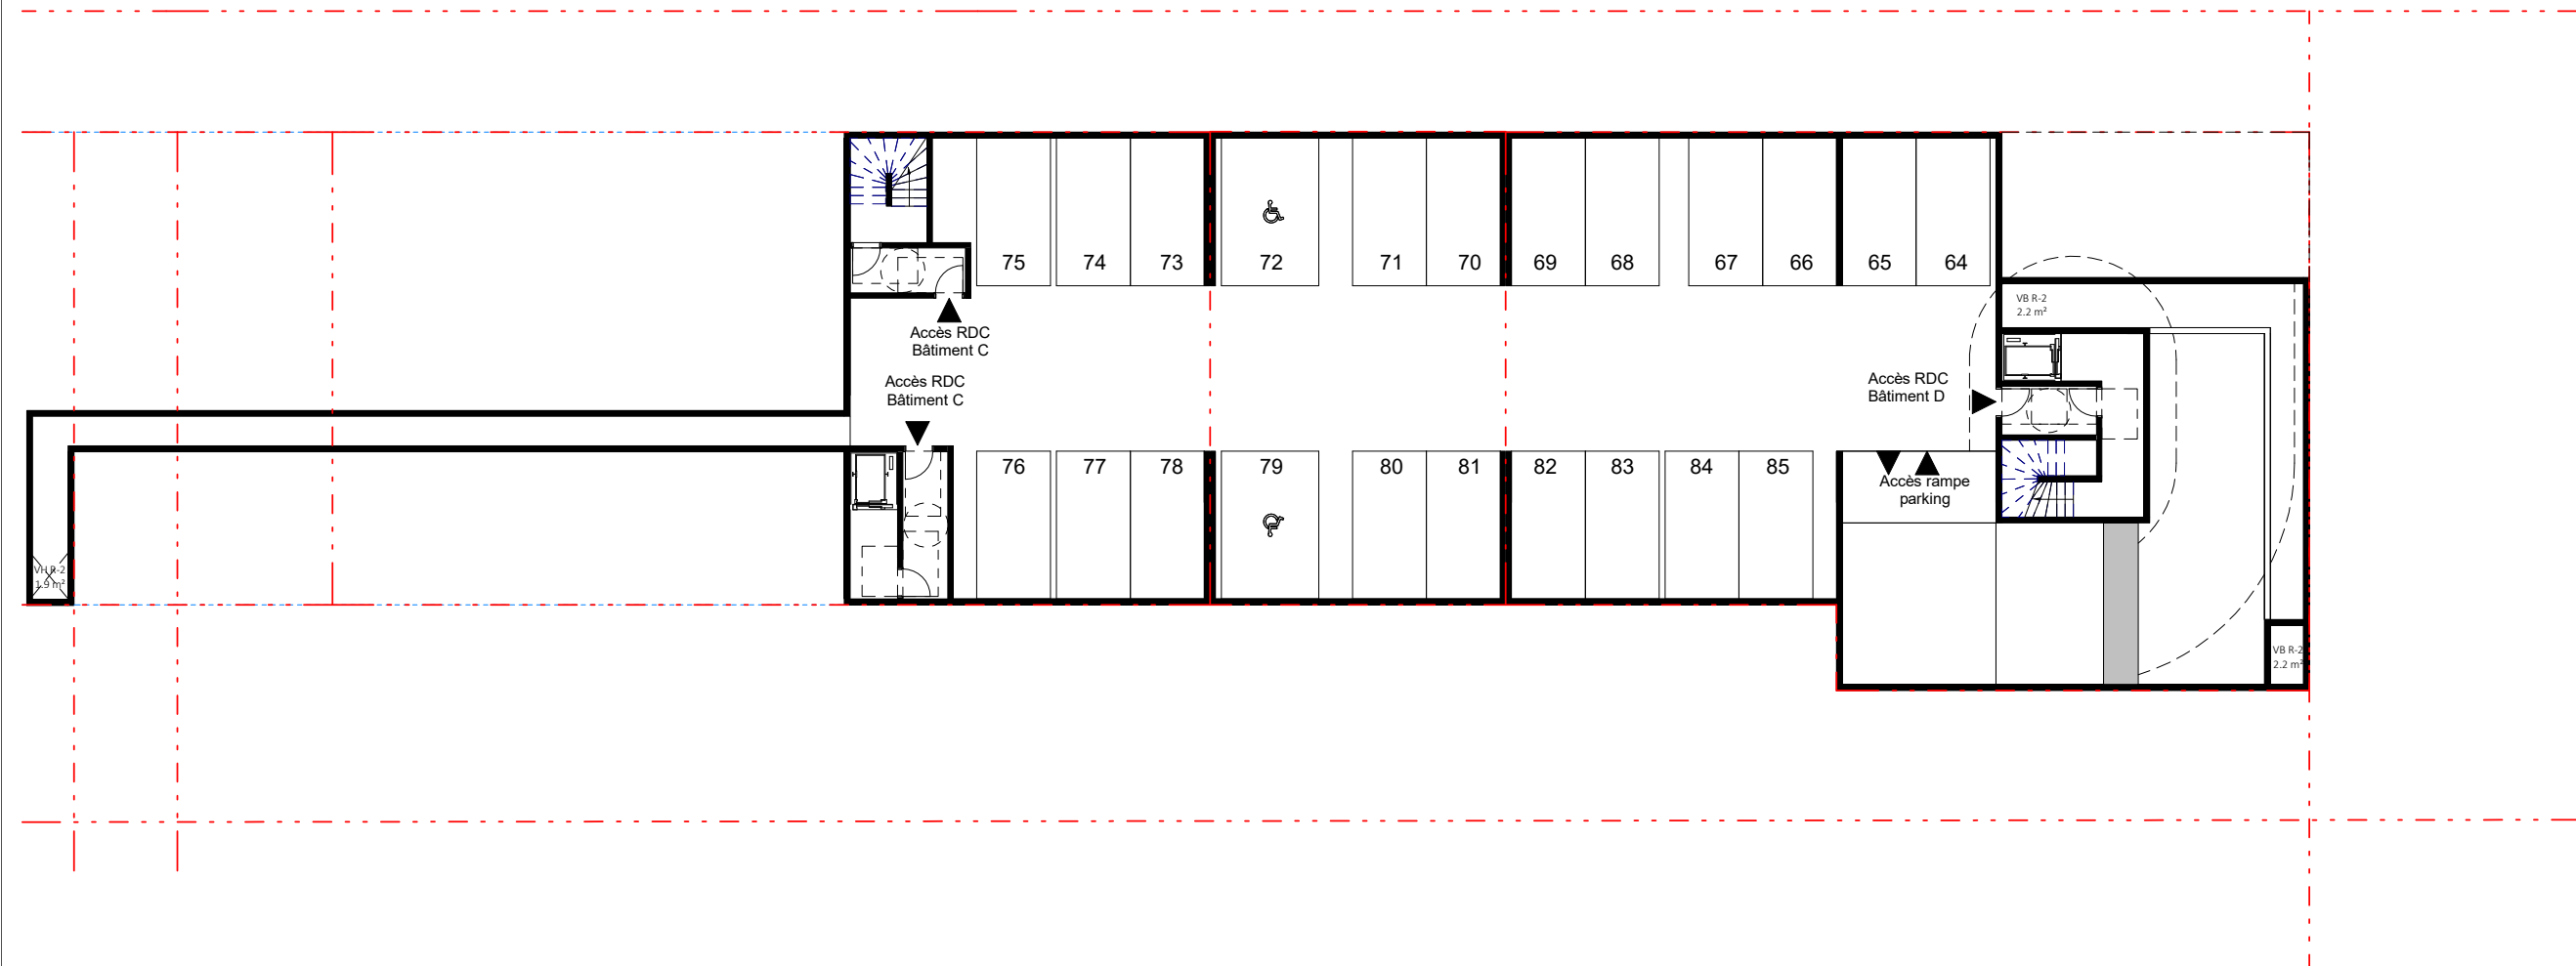 75 74 73 72 71 70 69 68 67 66 65 64
VB R-2
2.2 m²
Accès RDC
Bâtiment C
Accès RDC
Bâtiment C
Accès RDC
Bâtiment D
76 77 78 79 80 81 82 83 84 85
Accès rampe
parking
VH R-2
1.9 m²
VB R-2
2.2 m²